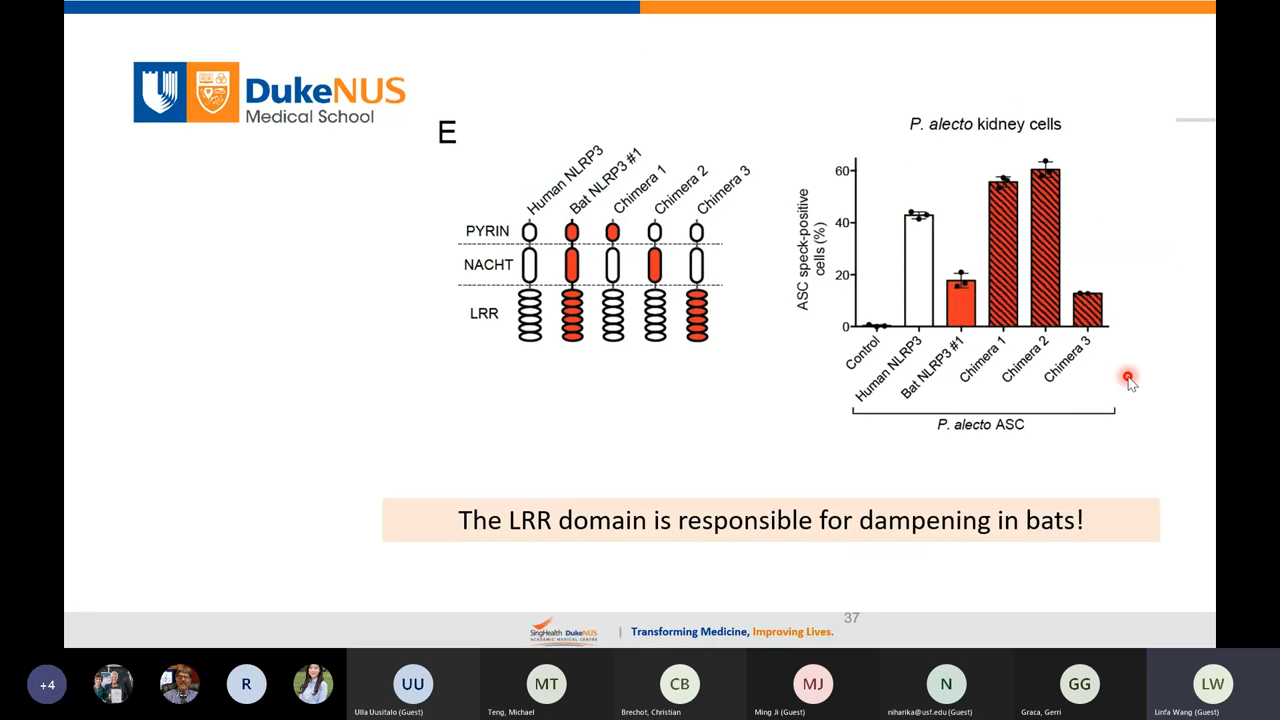 DukeNUS
Medical School
E
Human NLRP3
Bat NLRP3 #1
Chimera 1
Chimera 2
Chimera 3
PYRIN
NACHT
LRR
P. alecto kidney cells
ASC speck-positive
cells (%)
60
40
20
0
Control
Human NLRP3
Bat NLRP3 #1
Chimera 1
Chimera 2
Chimera 3
P. alecto ASC
The LRR domain is responsible for dampening in bats!
37
SingHealth DukeNUS
ACADEMIC MEDICAL CENTRE
Transforming Medicine, Improving Lives.
+4
R
UU
MT
CB
MJ
N
GG
LW
Ulla Uusitalo (Guest)
Teng, Michael
Brechot, Christian
Ming Ji (Guest)
niharika@usf.edu (Guest)
Graca, Gerri
Linfa Wang (Guest)